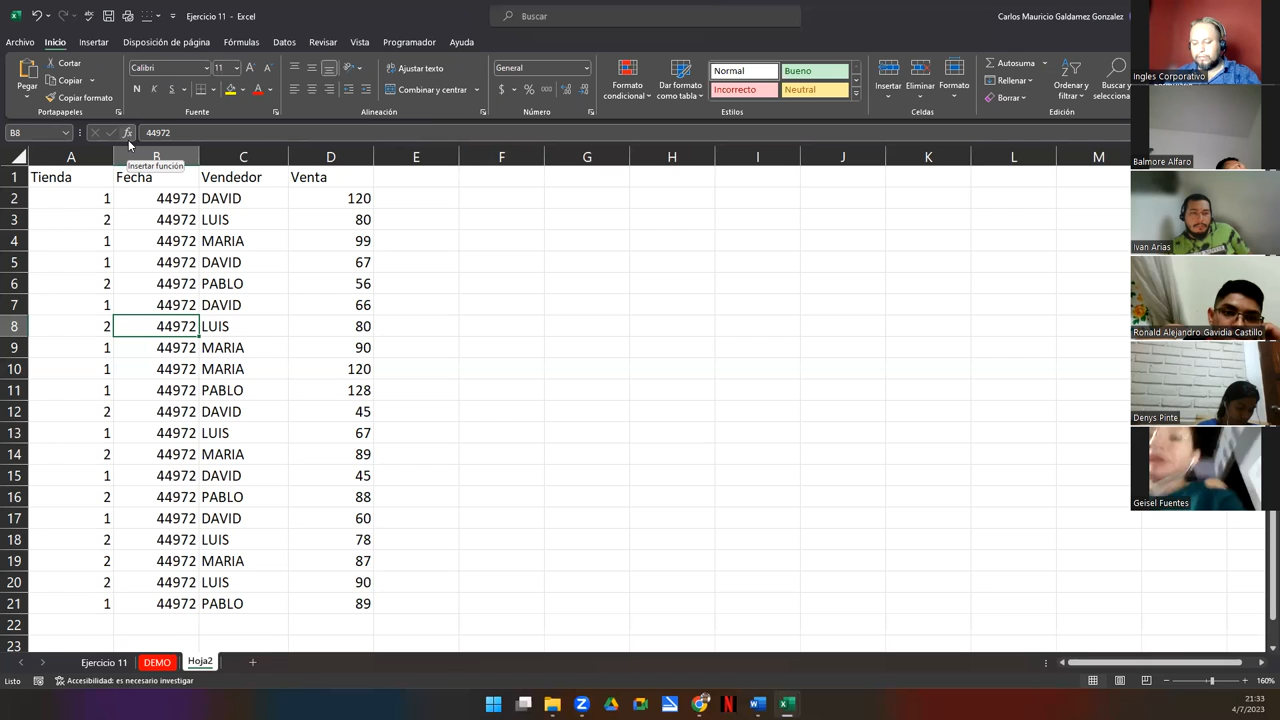 Ejercicio 11 - Excel
Buscar
Carlos Mauricio Galdamez Gonzalez
Archivo Inicio Insertar Disposición de página Fórmulas Datos Revisar Vista Programador Ayuda
Pegar
Cortar
Copiar
Copiar formato
Portapapeles
Calibri 11
N K S
Fuente
Ajustar texto
Combinar y centrar
Alineación
General
Número
Formato condicional
Dar formato como tabla
Normal Bueno
Incorrecto Neutral
Estilos
Insertar Eliminar Formato
Celdas
Autosuma
Rellenar
Borrar
Ordenar y filtrar
Buscar y seleccionar
B8 fx 44972
Insertar función
A B C D E F G H I J K L M
1 Tienda Fecha Vendedor Venta
2 1 44972 DAVID 120
3 2 44972 LUIS 80
4 1 44972 MARIA 99
5 1 44972 DAVID 67
6 2 44972 PABLO 56
7 1 44972 DAVID 66
8 2 44972 LUIS 80
9 1 44972 MARIA 90
10 1 44972 MARIA 120
11 1 44972 PABLO 128
12 2 44972 DAVID 45
13 1 44972 LUIS 67
14 2 44972 MARIA 89
15 1 44972 DAVID 45
16 2 44972 PABLO 88
17 1 44972 DAVID 60
18 2 44972 LUIS 78
19 2 44972 MARIA 87
20 2 44972 LUIS 90
21 1 44972 PABLO 89
22
23
Ejercicio 11 DEMO Hoja2
Listo Accesibilidad: es necesario investigar
160%
21:33
4/7/2023
Ingles Corporativo
Balmore Alfaro
Ivan Arias
Ronald Alejandro Gavidia Castillo
Denys Pinte
Geisel Fuentes